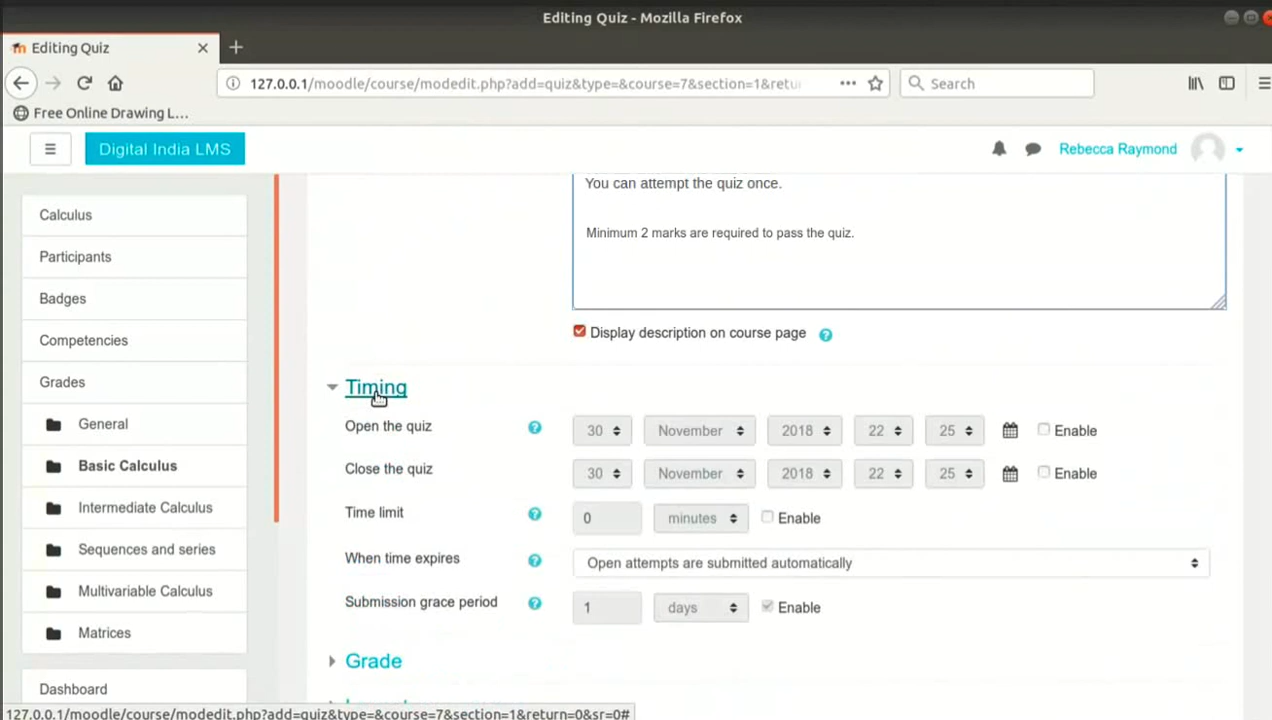 Editing Quiz - Mozilla Firefox
Editing Quiz
127.0.0.1/moodle/course/modedit.php?add=quiz&type=&course=7&section=1&retu
Search
Free Online Drawing L...
Digital India LMS
Rebecca Raymond
Calculus
Participants
Badges
Competencies
Grades
General
Basic Calculus
Intermediate Calculus
Sequences and series
Multivariable Calculus
Matrices
Dashboard
You can attempt the quiz once.
Minimum 2 marks are required to pass the quiz.
Display description on course page
Timing
Open the quiz 30 November 2018 22 25 Enable
Close the quiz 30 November 2018 22 25 Enable
Time limit 0 minutes Enable
When time expires Open attempts are submitted automatically
Submission grace period 1 days Enable
Grade
127.0.0.1/moodle/course/modedit.php?add=quiz&type=&course=7&section=1&return=0&sr=0#